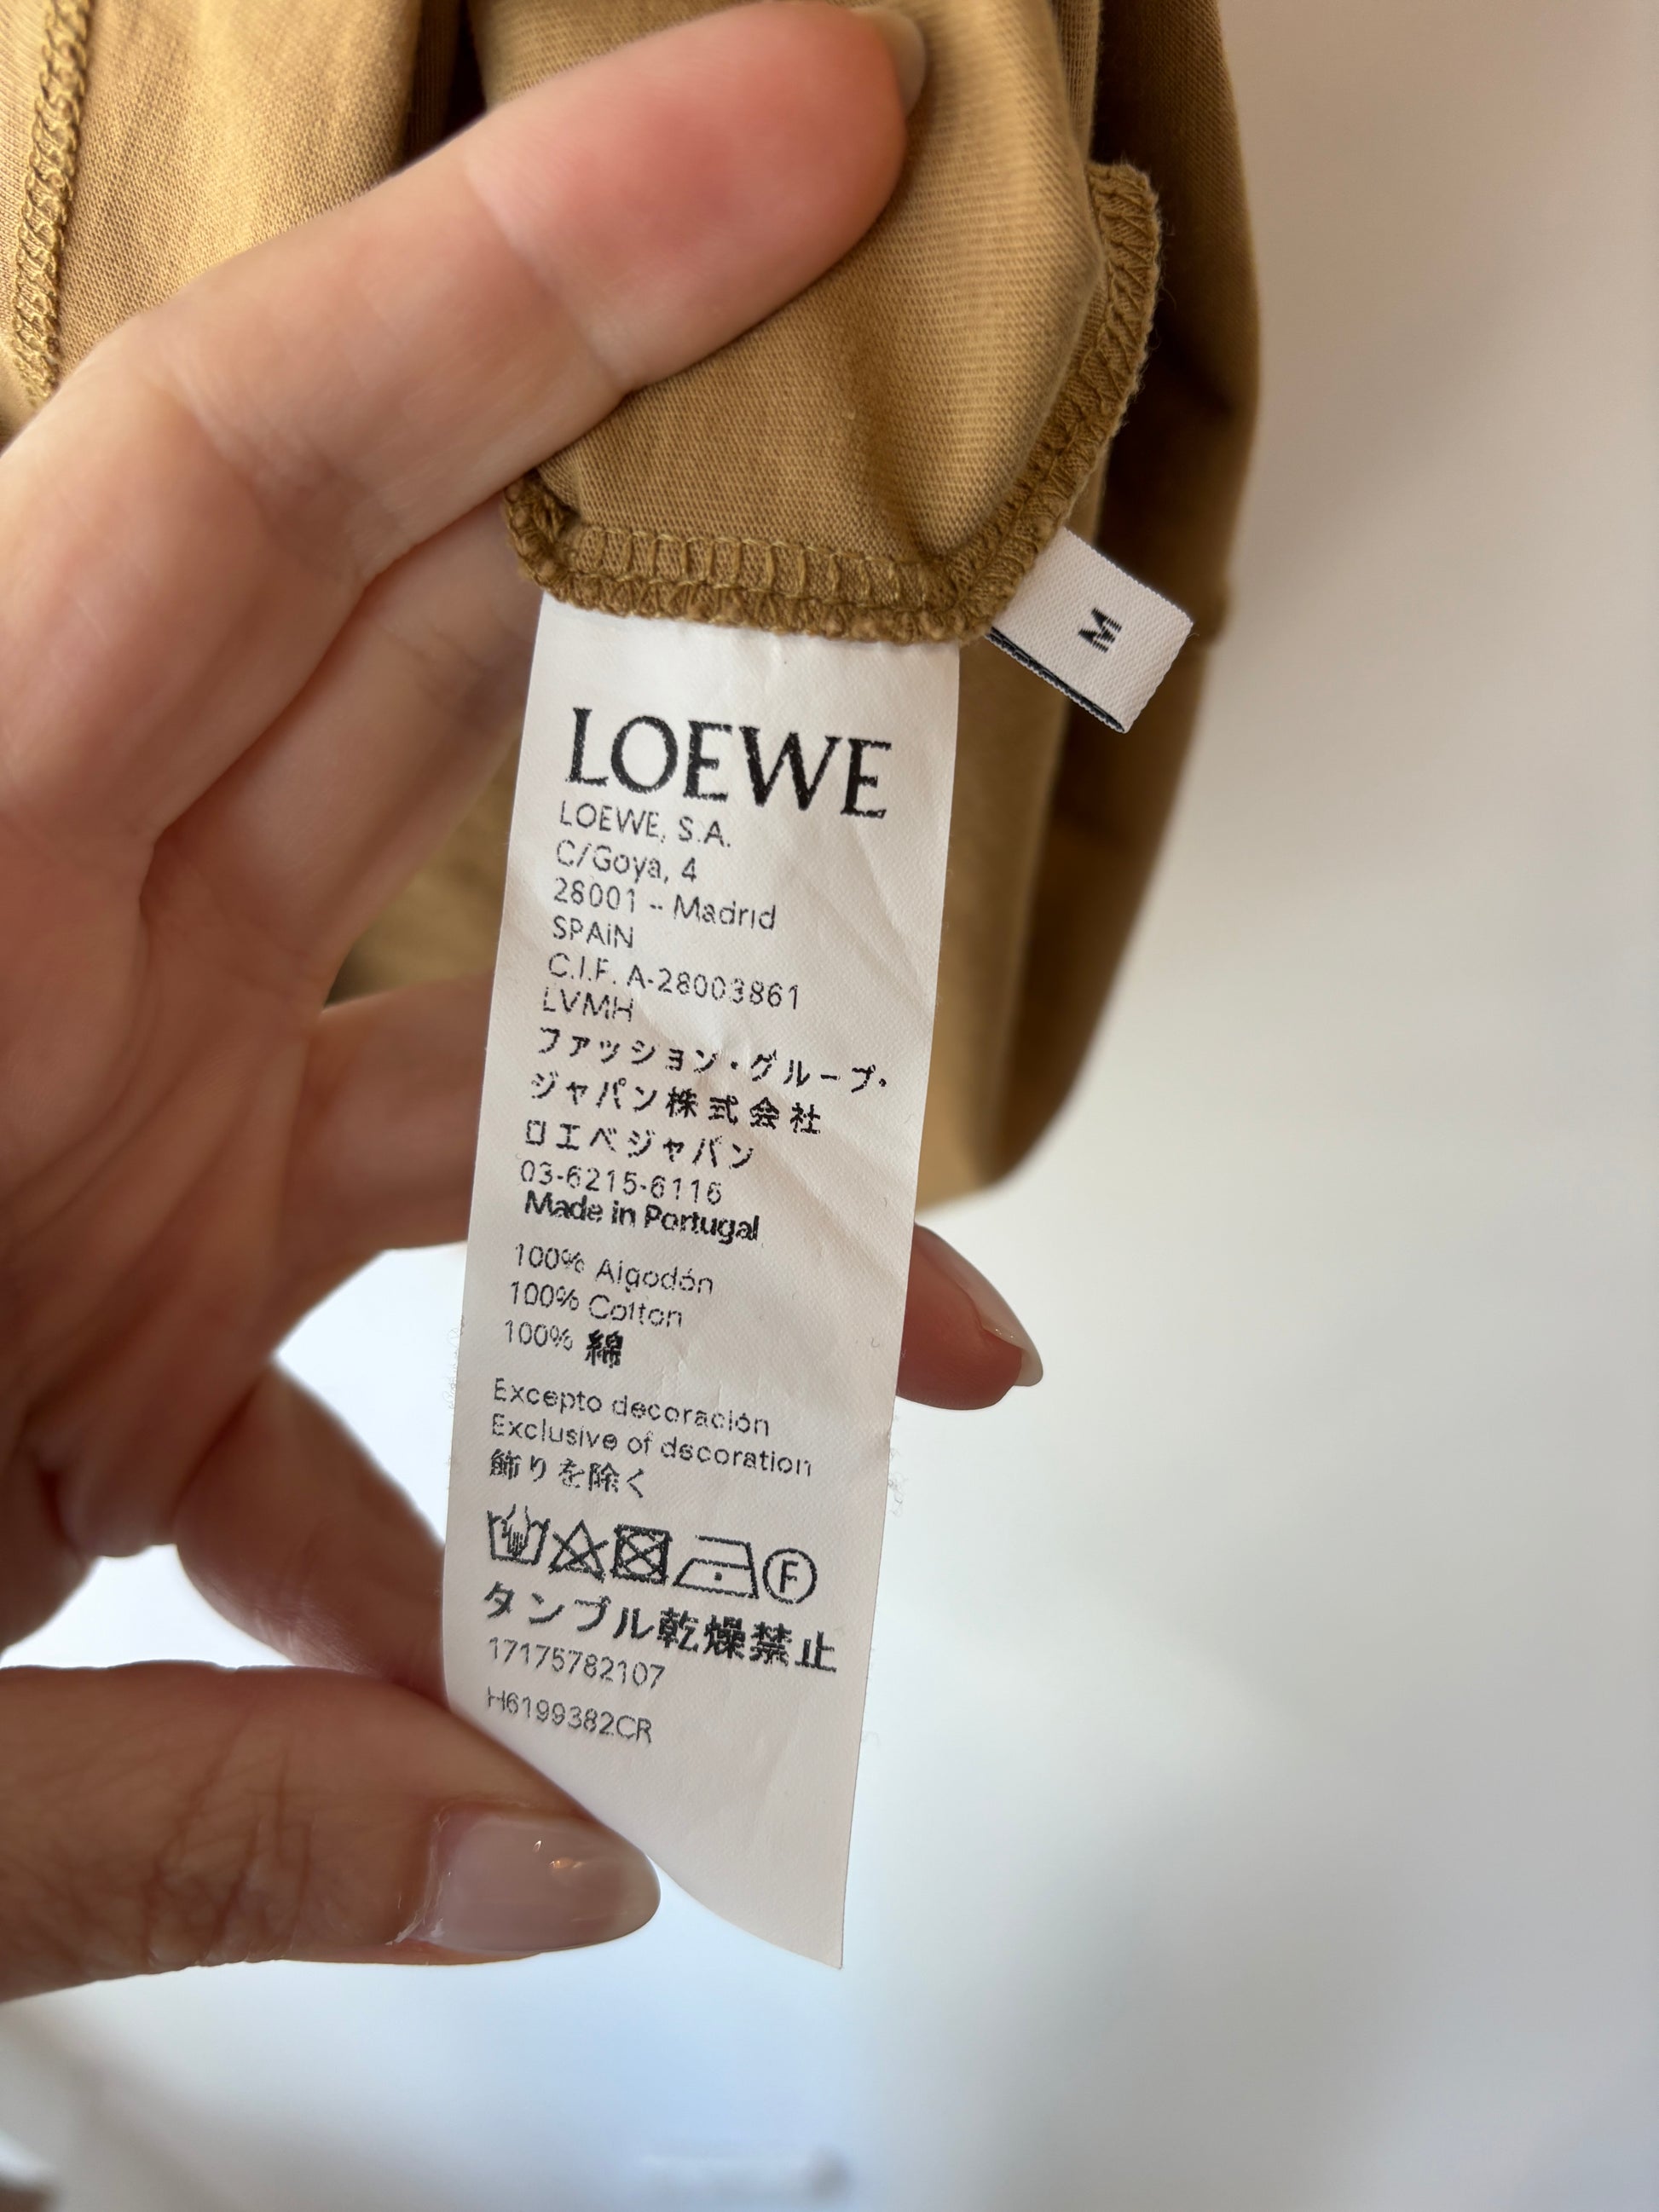 M
LOEWE
LOEWE, S.A.
C/Goya, 4
28001 - Madrid
SPAIN
C.I.F. A-28003861
LVMH
ファッション・グループ・
ジャパン株式会社
ロエベジャパン
03-6215-6116
Made in Portugal
100% Algodón
100% Cotton
100% 綿
Excepto decoración
Exclusive of decoration
飾りを除く
F
タンブル乾燥禁止
17175782107
H6199382CR